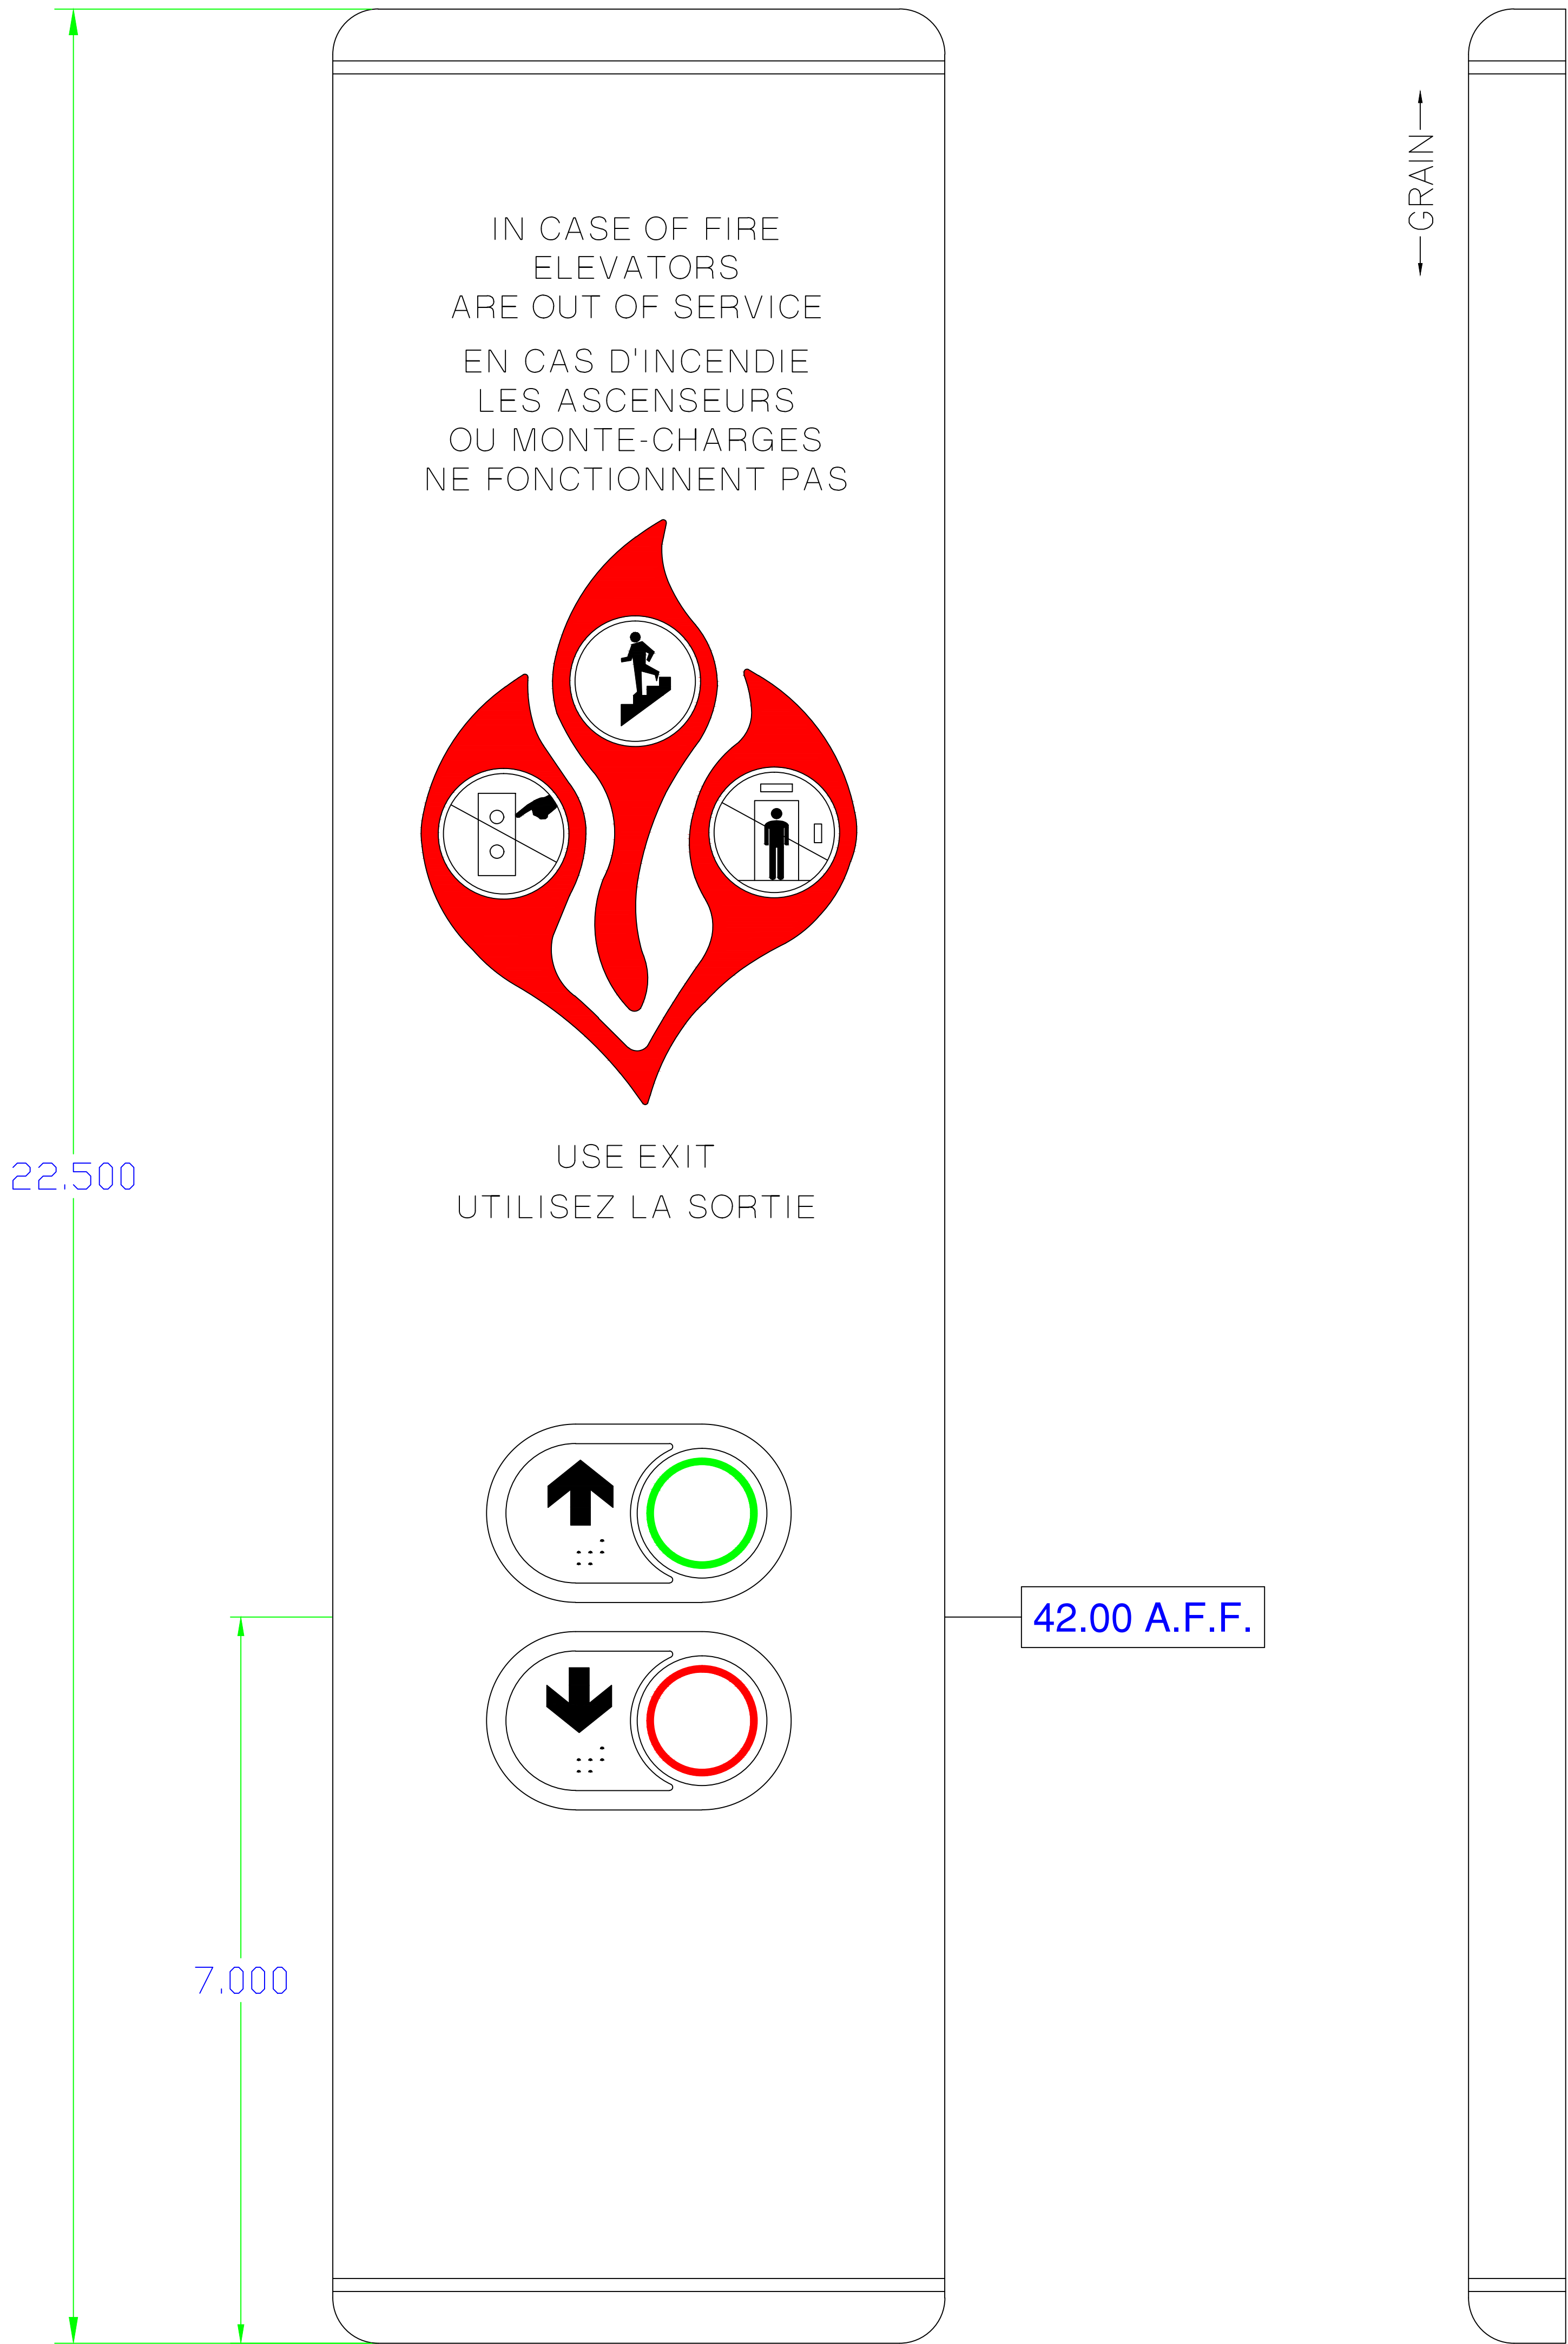 GRAIN
IN CASE OF FIRE
ELEVATORS
ARE OUT OF SERVICE
EN CAS D'INCENDIE
LES ASCENSEURS
OU MONTE-CHARGES
NE FONCTIONNENT PAS
22.500
USE EXIT
UTILISEZ LA SORTIE
42.00 A.F.F.
7.000